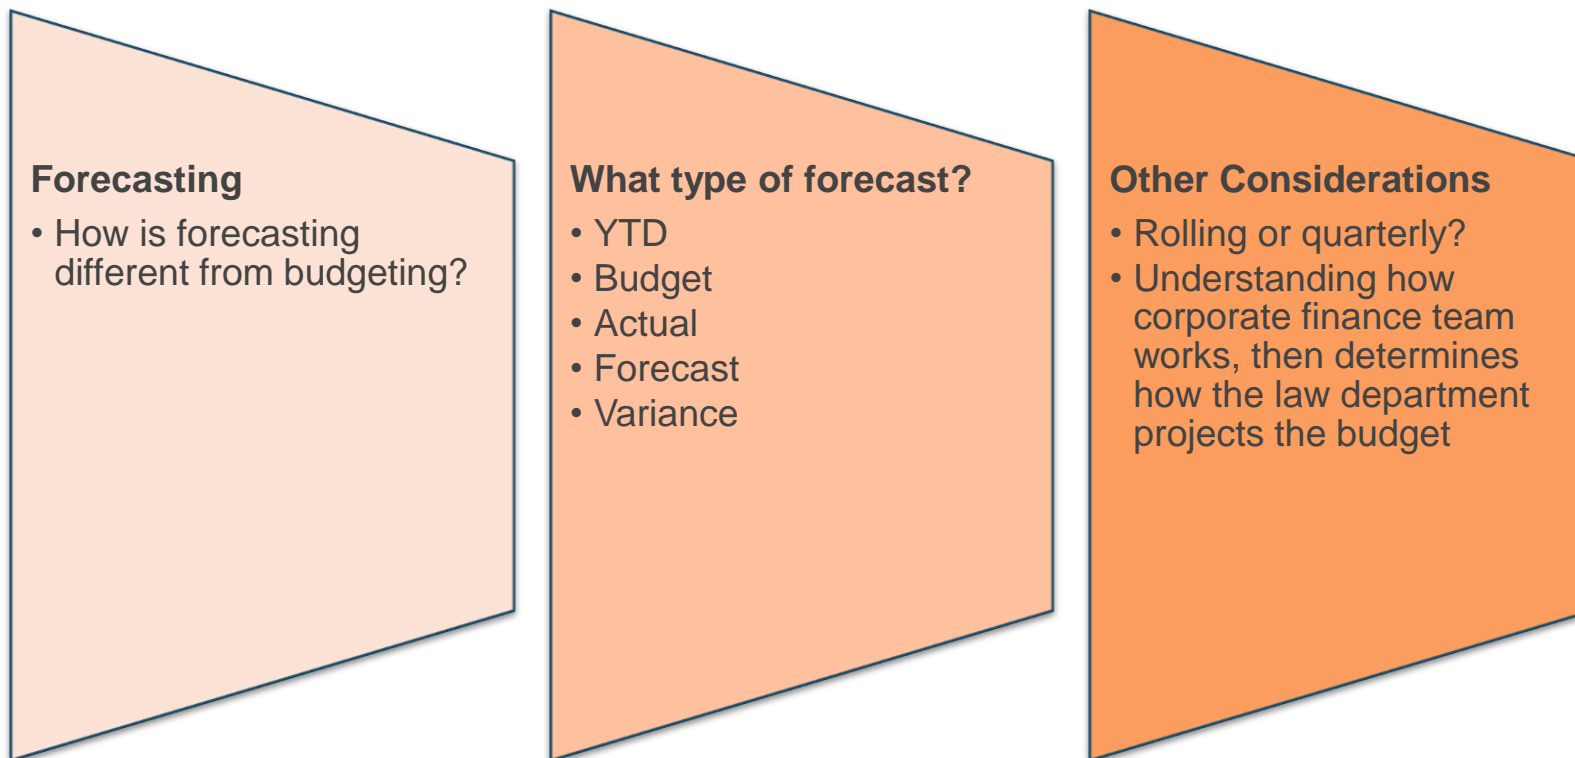 Forecasting
• How is forecasting
different from budgeting?
What type of forecast?
• YTD
• Budget
• Actual
• Forecast
• Variance
Other Considerations
• Rolling or quarterly?
• Understanding how
corporate finance team
works, then determines
how the law department
projects the budget